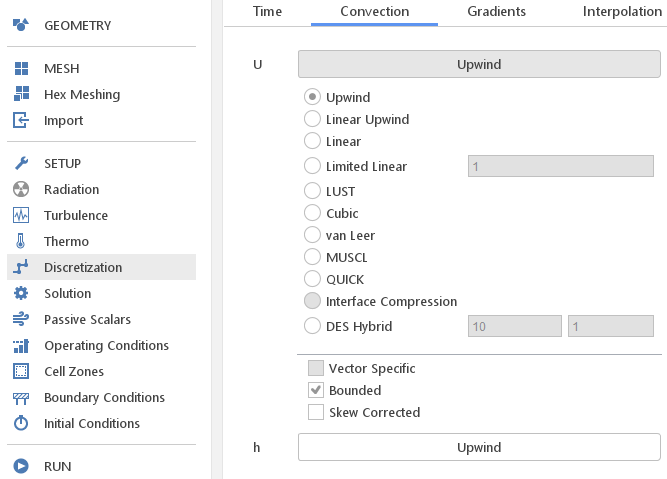 GEOMETRY
MESH
Hex Meshing
Import
SETUP
Radiation
Turbulence
Thermo
Discretization
Solution
Passive Scalars
Operating Conditions
Cell Zones
Boundary Conditions
Initial Conditions
RUN
Time Convection Gradients Interpolation
U Upwind
Upwind
Linear Upwind
Linear
Limited Linear 1
LUST
Cubic
van Leer
MUSCL
QUICK
Interface Compression
DES Hybrid 10 1
Vector Specific
Bounded
Skew Corrected
h Upwind